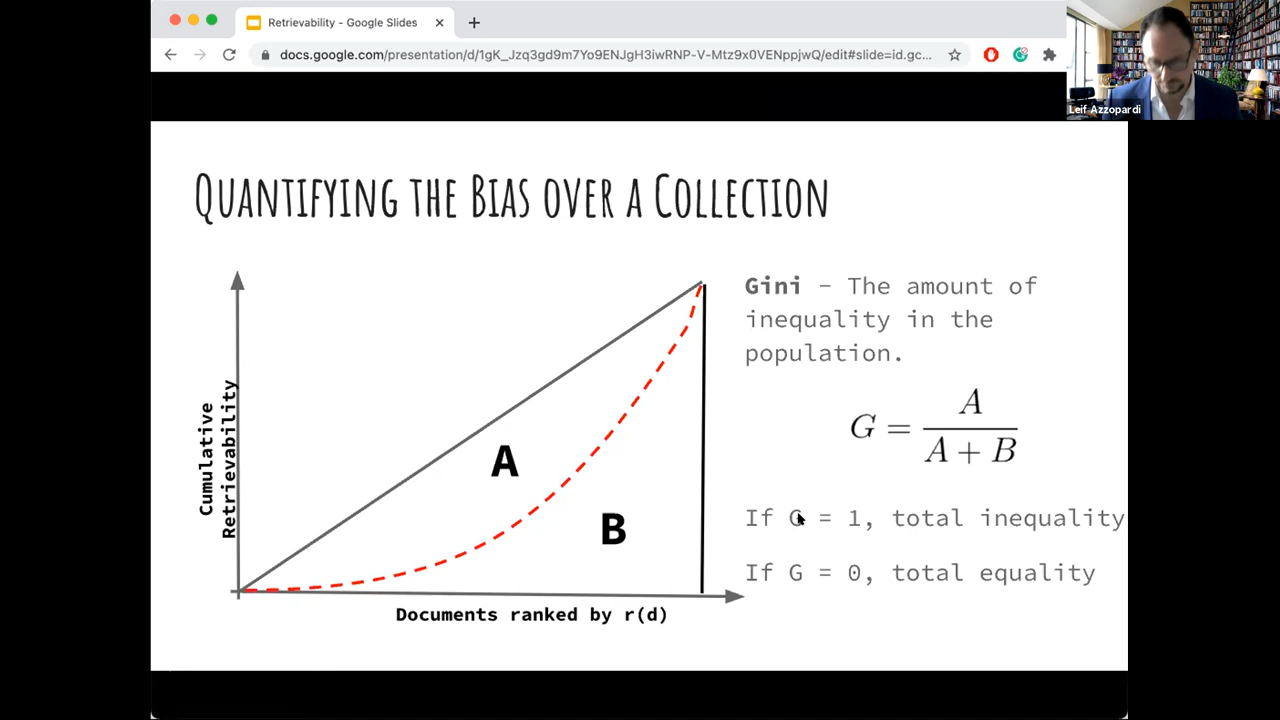 Retrievability - Google Slides
docs.google.com/presentation/d/1gK_Jzq3gd9m7Yo9ENJgH3iwRNP-V-Mtz9x0VENppjwQ/edit#slide=id.gc...
Leif Azzopardi
QUANTIFYING THE BIAS OVER A COLLECTION
Cumulative
Retrievability
A
B
Documents ranked by r(d)
Gini - The amount of
inequality in the
population.
G = A / A + B
If G = 1, total inequality
If G = 0, total equality